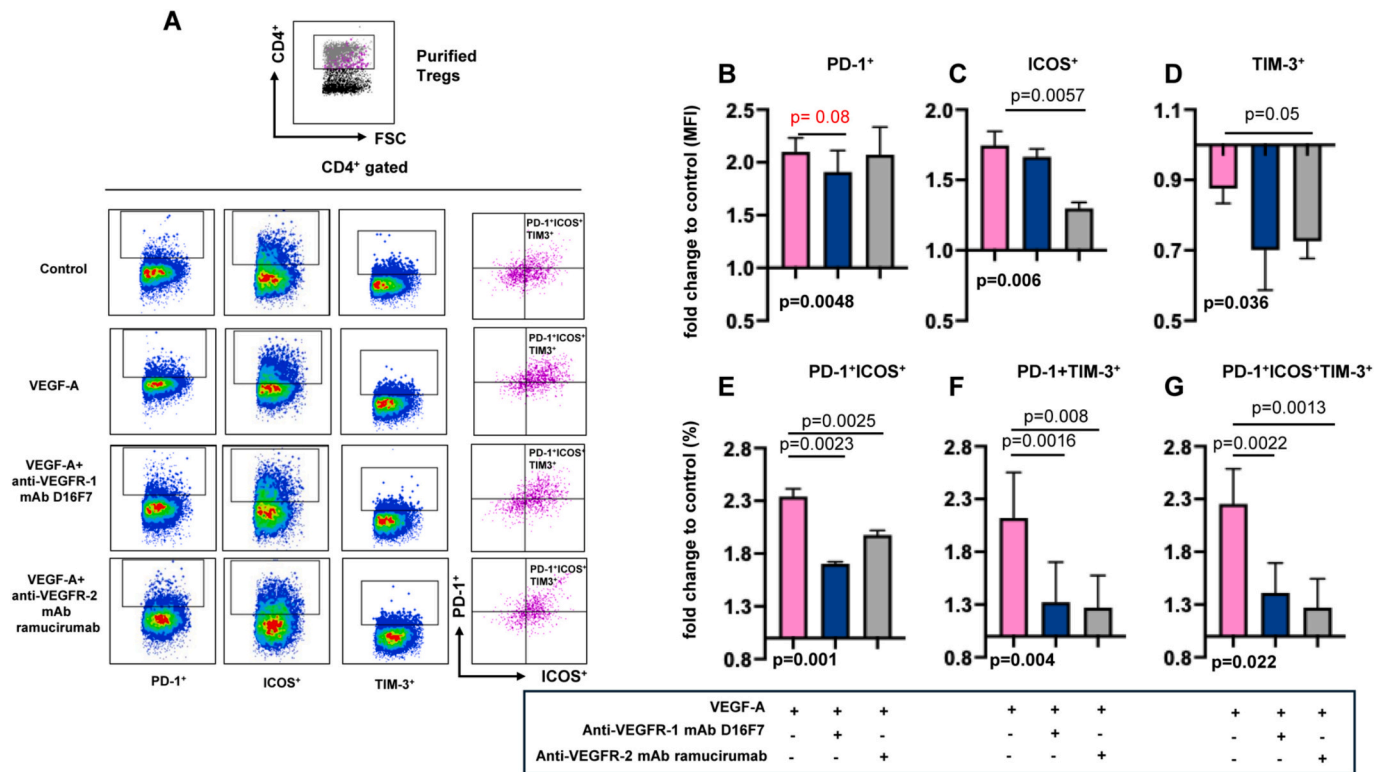 A
CD4⁺
FSC
Purified
Tregs
CD4⁺ gated
Control
PD-1⁺ICOS⁺
TIM3⁺
VEGF-A
PD-1⁺ICOS⁺
TIM3⁺
VEGF-A+
anti-VEGFR-1
mAb D16F7
PD-1⁺ICOS⁺
TIM3⁺
VEGF-A+
anti-VEGFR-2
mAb
ramucirumab
PD-1⁺ICOS⁺
TIM3⁺
PD-1⁺
ICOS⁺
TIM-3⁺
PD-1⁺
ICOS⁺
B
PD-1⁺
fold change to control (MFI)
2.5
2.0
1.5
1.0
0.5
p= 0.08
p=0.0048
C
ICOS⁺
2.0
1.6
1.3
1.0
0.6
p=0.0057
p=0.006
D
TIM-3⁺
1.1
0.9
0.7
0.5
p=0.05
p=0.036
E
PD-1⁺ICOS⁺
fold change to control (%)
2.8
2.3
1.8
1.3
0.8
p=0.0025
p=0.0023
p=0.001
F
PD-1+TIM-3⁺
2.8
2.3
1.8
1.3
0.8
p=0.008
p=0.0016
p=0.004
G
PD-1⁺ICOS⁺TIM-3⁺
2.8
2.3
1.8
1.3
0.8
p=0.0013
p=0.0022
p=0.022
VEGF-A + + + + + + + + +
Anti-VEGFR-1 mAb D16F7 - + - - + - - + -
Anti-VEGFR-2 mAb ramucirumab - - + - - + - - +